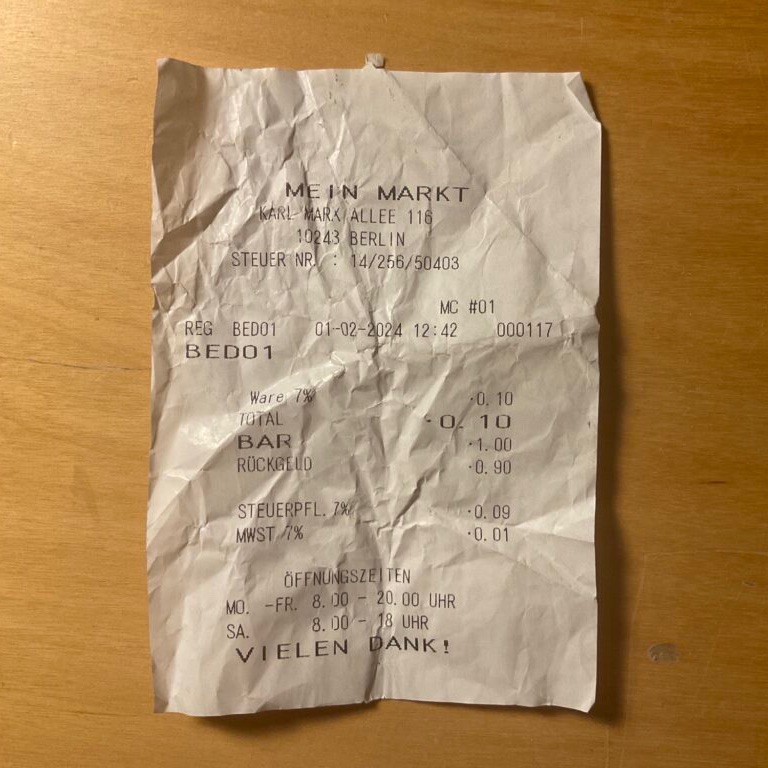 MEIN MARKT
KARL-MARX ALLEE 116
10243 BERLIN
STEUER NR. : 14/256/50403
MC #01
REG BED01 01-02-2024 12:42 000117
BED01
Ware 7% ·0.10
TOTAL ·0.10
BAR ·1.00
RÜCKGELD ·0.90
STEUERPFL. 7% ·0.09
MWST 7% ·0.01
ÖFFNUNGSZEITEN
MO. -FR. 8.00 - 20.00 UHR
SA. 8.00 - 18 UHR
VIELEN DANK!